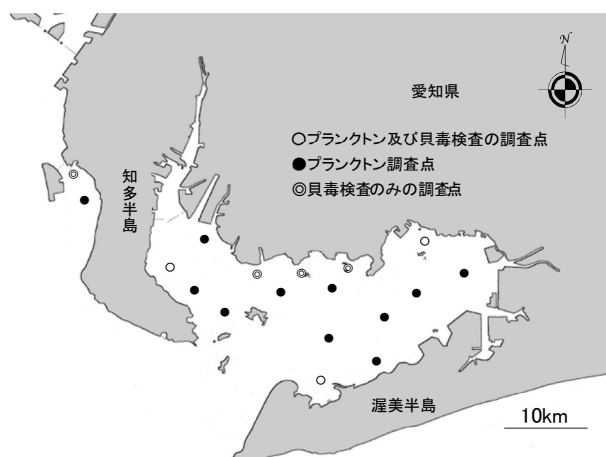 N
愛知県
○プランクトン及び貝毒検査の調査点
●プランクトン調査点
◎貝毒検査のみの調査点
知多半島
渥美半島
10km